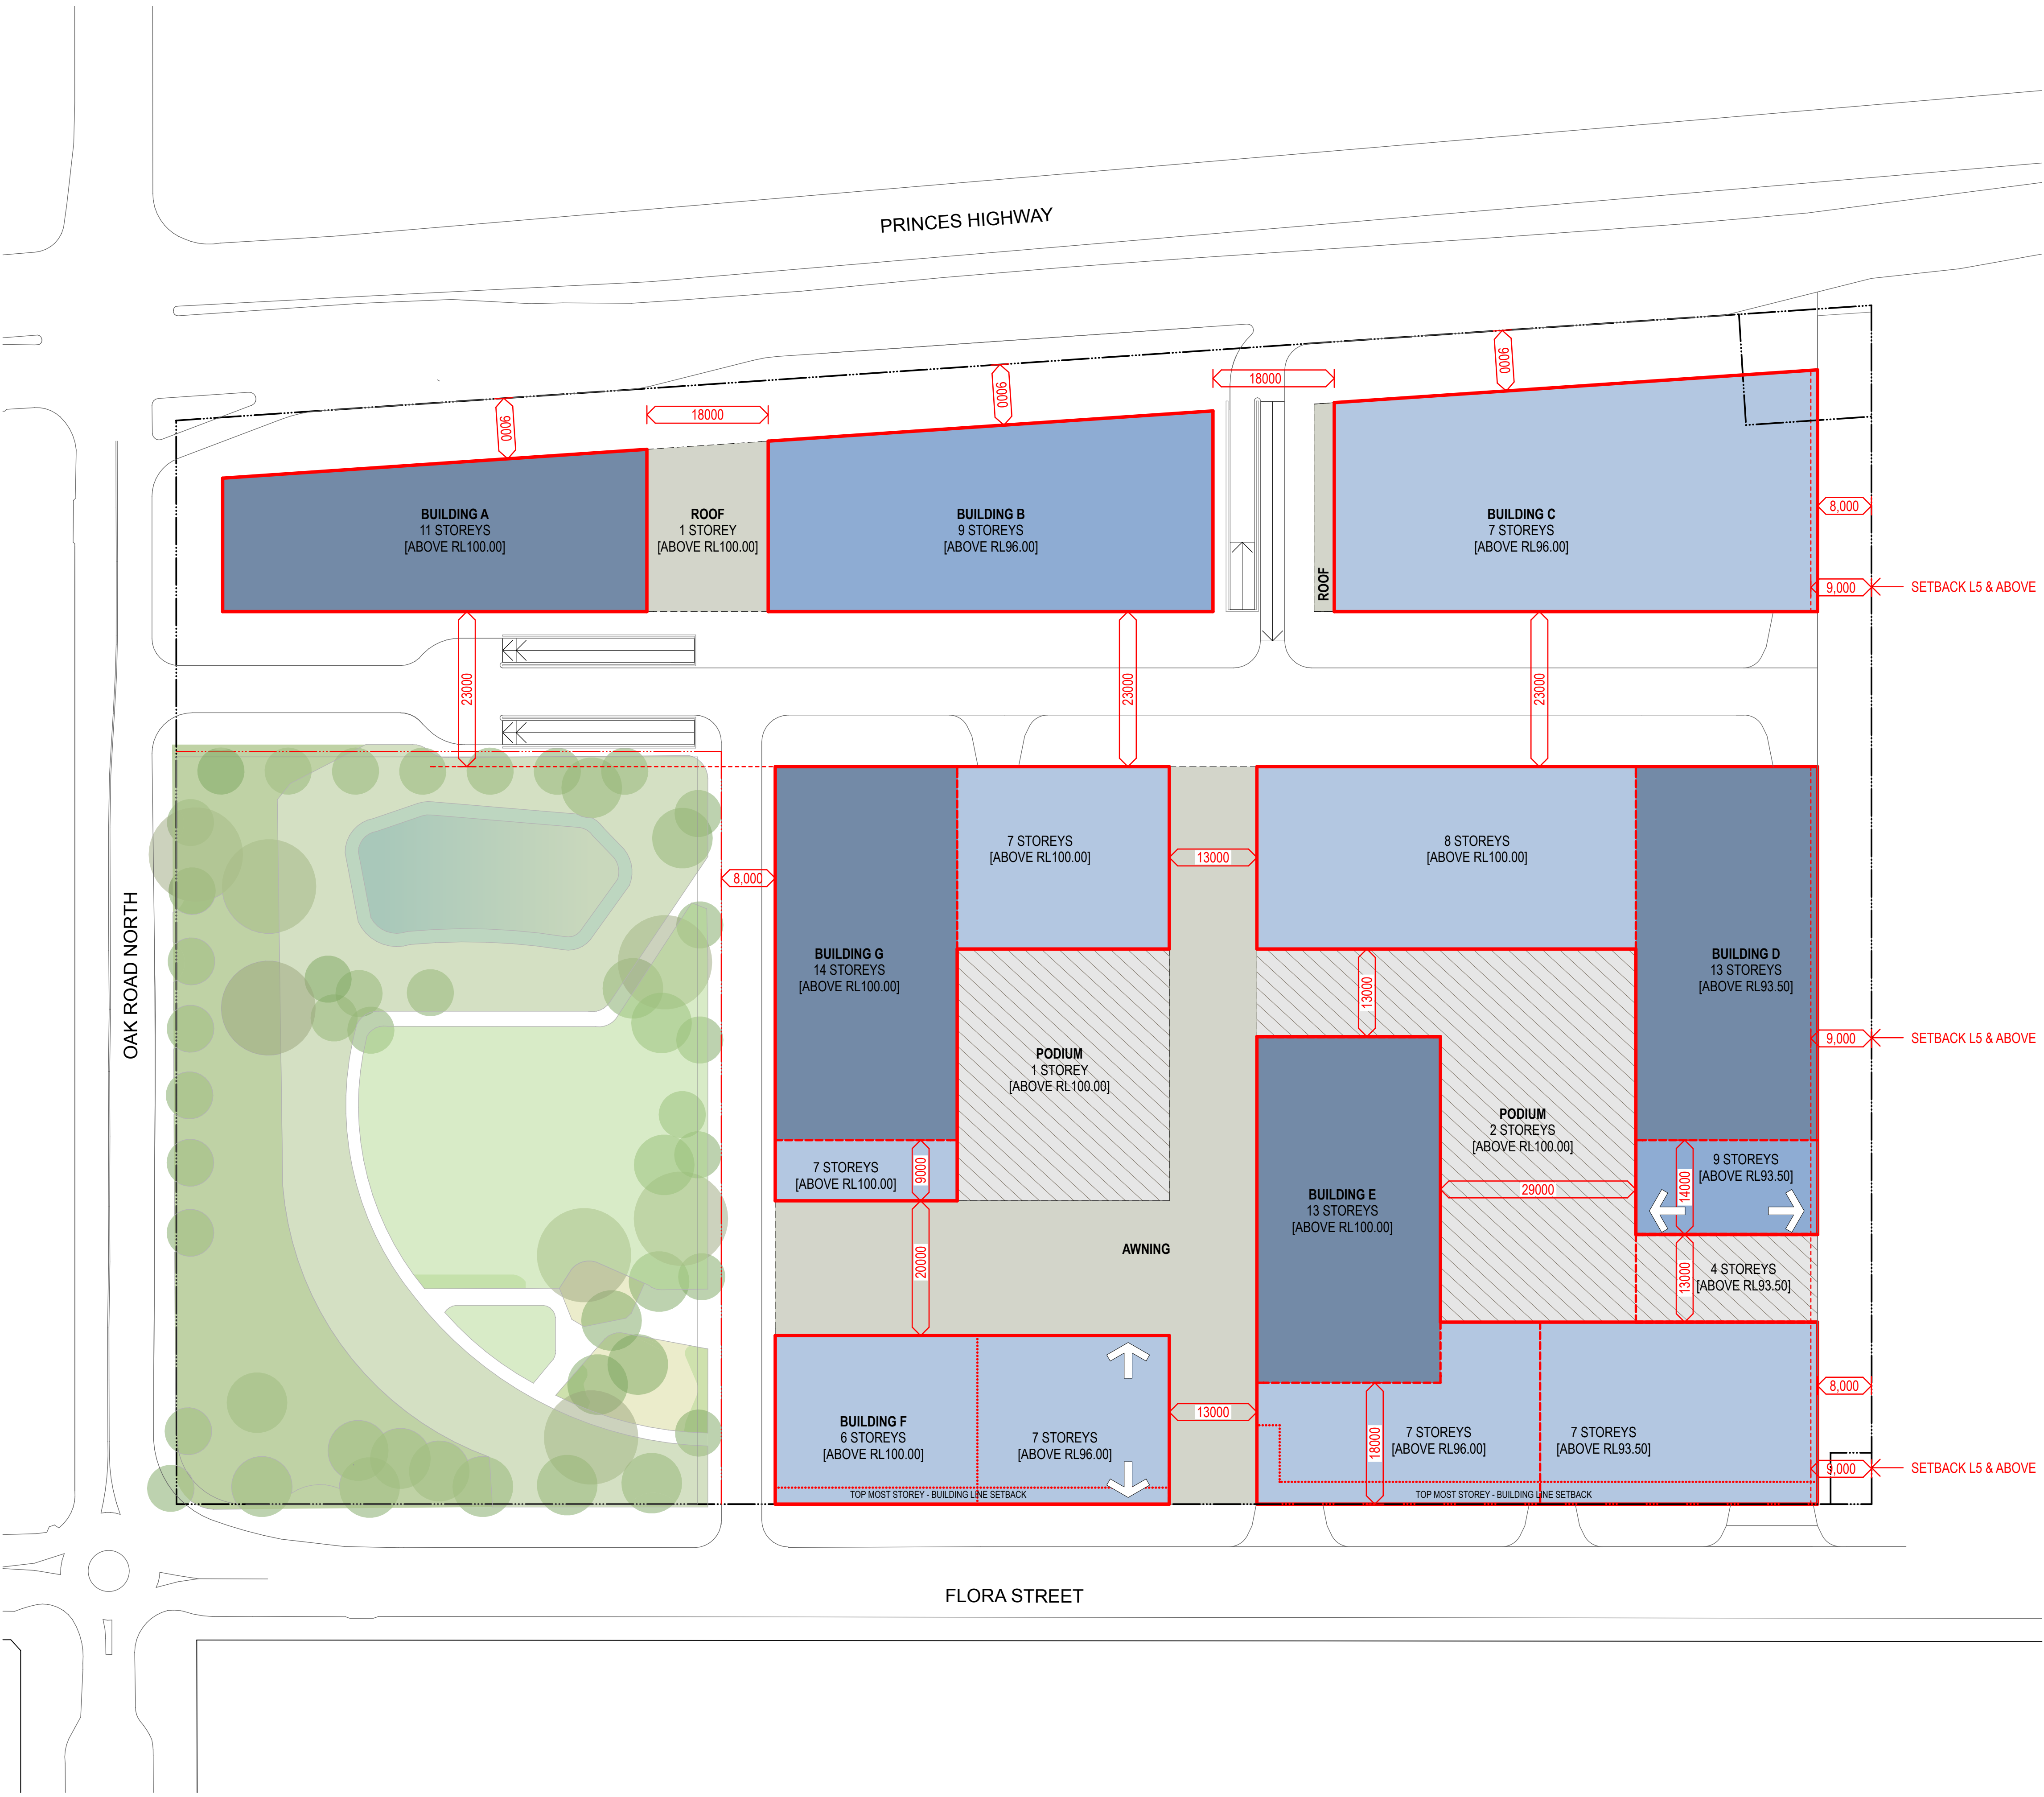 PRINCES HIGHWAY
9000
9000
9000
18000
18000
BUILDING A
11 STOREYS
[ABOVE RL100.00]
ROOF
1 STOREY
[ABOVE RL100.00]
BUILDING B
9 STOREYS
[ABOVE RL96.00]
ROOF
BUILDING C
7 STOREYS
[ABOVE RL96.00]
8,000
9,000
SETBACK L5 & ABOVE
23000
23000
23000
OAK ROAD NORTH
8,000
7 STOREYS
[ABOVE RL100.00]
13000
8 STOREYS
[ABOVE RL100.00]
BUILDING G
14 STOREYS
[ABOVE RL100.00]
13000
BUILDING D
13 STOREYS
[ABOVE RL93.50]
PODIUM
1 STOREY
[ABOVE RL100.00]
9,000
SETBACK L5 & ABOVE
PODIUM
2 STOREYS
[ABOVE RL100.00]
7 STOREYS
[ABOVE RL100.00]
9000
BUILDING E
13 STOREYS
[ABOVE RL100.00]
29000
9 STOREYS
[ABOVE RL93.50]
14000
20000
AWNING
13000
4 STOREYS
[ABOVE RL93.50]
BUILDING F
6 STOREYS
[ABOVE RL100.00]
7 STOREYS
[ABOVE RL96.00]
13000
18000
7 STOREYS
[ABOVE RL96.00]
7 STOREYS
[ABOVE RL93.50]
8,000
9,000
SETBACK L5 & ABOVE
TOP MOST STOREY - BUILDING LINE SETBACK
TOP MOST STOREY - BUILDING LINE SETBACK
FLORA STREET